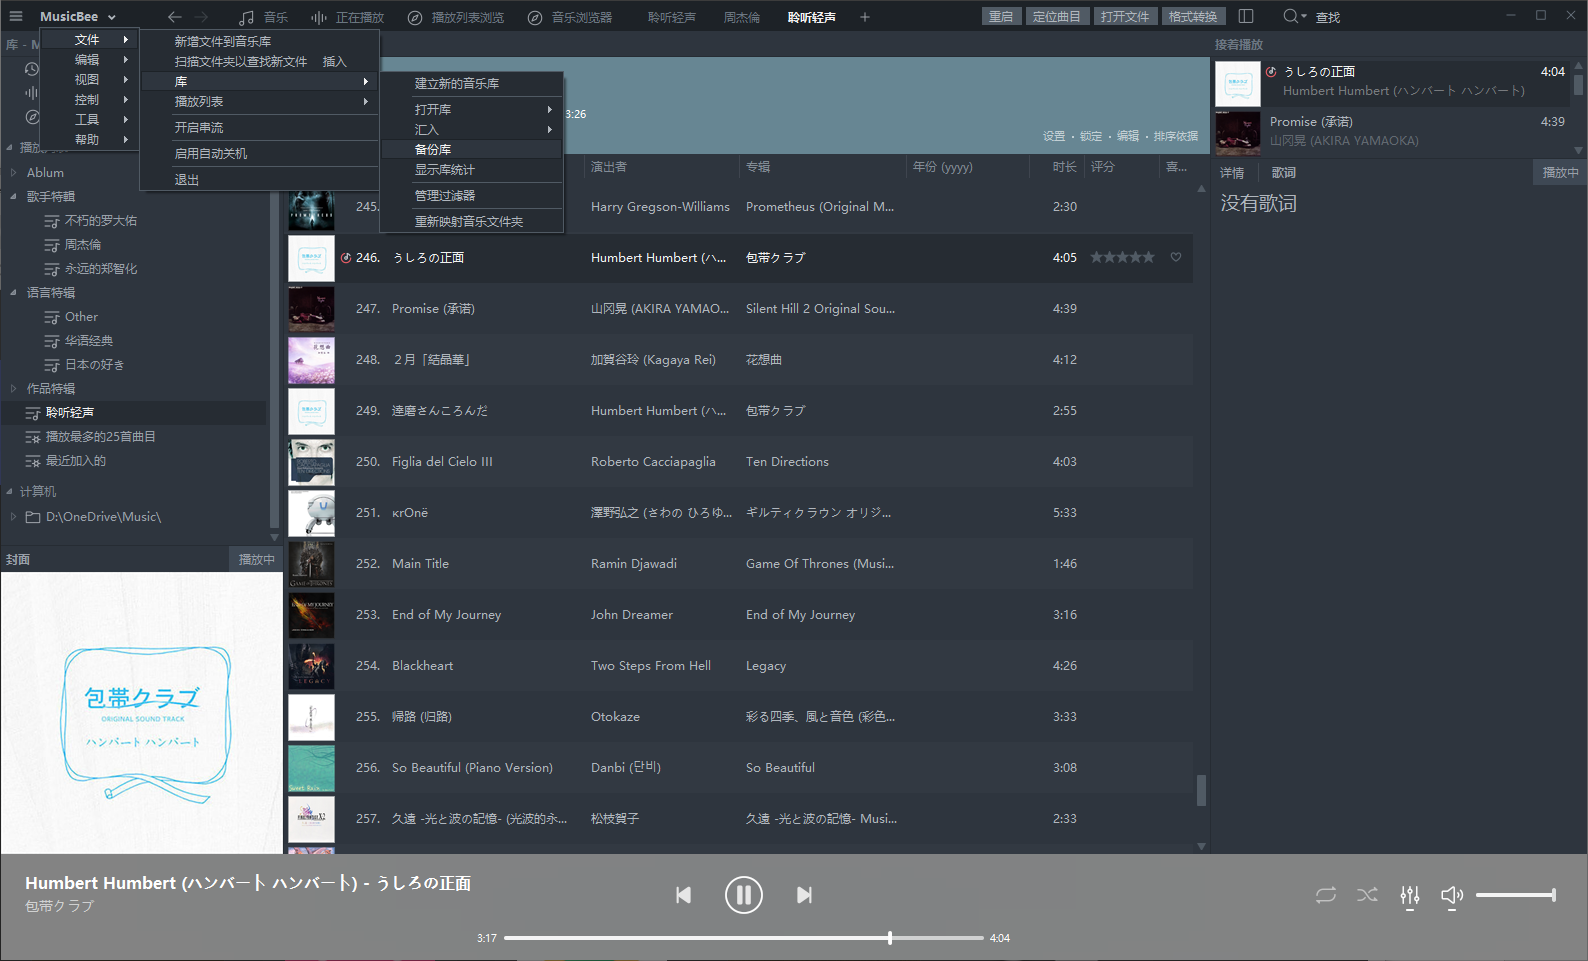 MusicBee
音乐
正在播放
播放列表浏览
音乐浏览器
聆听轻声
周杰倫
聆听轻声
重启
定位曲目
打开文件
格式转换
查找
库 - M
文件
编辑
视图
控制
工具
帮助
新增文件到音乐库
扫描文件夹以查找新文件 插入
库
播放列表
开启串流
启用自动关机
退出
建立新的音乐库
打开库
汇入
备份库
显示库统计
管理过滤器
重新映射音乐文件夹
3:26
设置 · 锁定 · 编辑 · 排序依据
Ablum
歌手特輯
不朽的罗大佑
周杰倫
永远的郑智化
语言特辑
Other
华语经典
日本の好き
作品特辑
聆听轻声
播放最多的25首曲目
最近加入的
计算机
D:\OneDrive\Music\
封面
播放中
包帯クラブ
ORIGINAL SOUND TRACK
ハンバート ハンバート
演出者 专辑 年份 (yyyy) 时长 评分 喜...
245. Harry Gregson-Williams Prometheus (Original M... 2:30
246. うしろの正面 Humbert Humbert (ハ... 包帯クラブ 4:05
247. Promise (承诺) 山冈晃 (AKIRA YAMAO... Silent Hill 2 Original Sou... 4:39
248. 2月「結晶華」 加賀谷玲 (Kagaya Rei) 花想曲 4:12
249. 達磨さんころんだ Humbert Humbert (ハ... 包帯クラブ 2:55
250. Figlia del Cielo III Roberto Cacciapaglia Ten Directions 4:03
251. κrOnë 澤野弘之 (さわの ひろゆ... ギルティクラウン オリジ... 5:33
252. Main Title Ramin Djawadi Game Of Thrones (Musi... 1:46
253. End of My Journey John Dreamer End of My Journey 3:16
254. Blackheart Two Steps From Hell Legacy 4:26
255. 帰路 (归路) Otokaze 彩る四季、風と音色 (彩色... 3:33
256. So Beautiful (Piano Version) Danbi (단비) So Beautiful 3:08
257. 久遠 -光と波の記憶- (光波的永... 松枝賀子 久遠 -光と波の記憶- Musi... 2:33
接着播放
うしろの正面 4:04
Humbert Humbert (ハンバート ハンバート)
Promise (承诺) 4:39
山冈晃 (AKIRA YAMAOKA)
详情
歌词
播放中
没有歌词
Humbert Humbert (ハンバート ハンバート) - うしろの正面
包帯クラブ
3:17
4:04